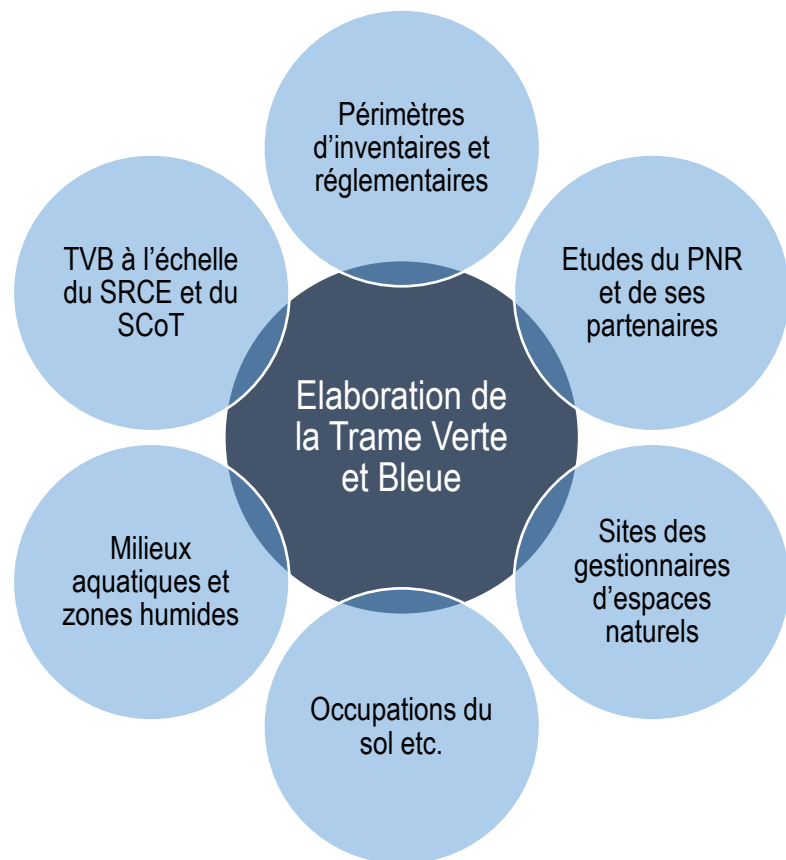 Périmètres
d'inventaires et
réglementaires
TVB à l'échelle
du SRCE et du
SCoT
Etudes du PNR
et de ses
partenaires
Elaboration de
la Trame Verte
et Bleue
Milieux
aquatiques et
zones humides
Sites des
gestionnaires
d'espaces
naturels
Occupations du
sol etc.